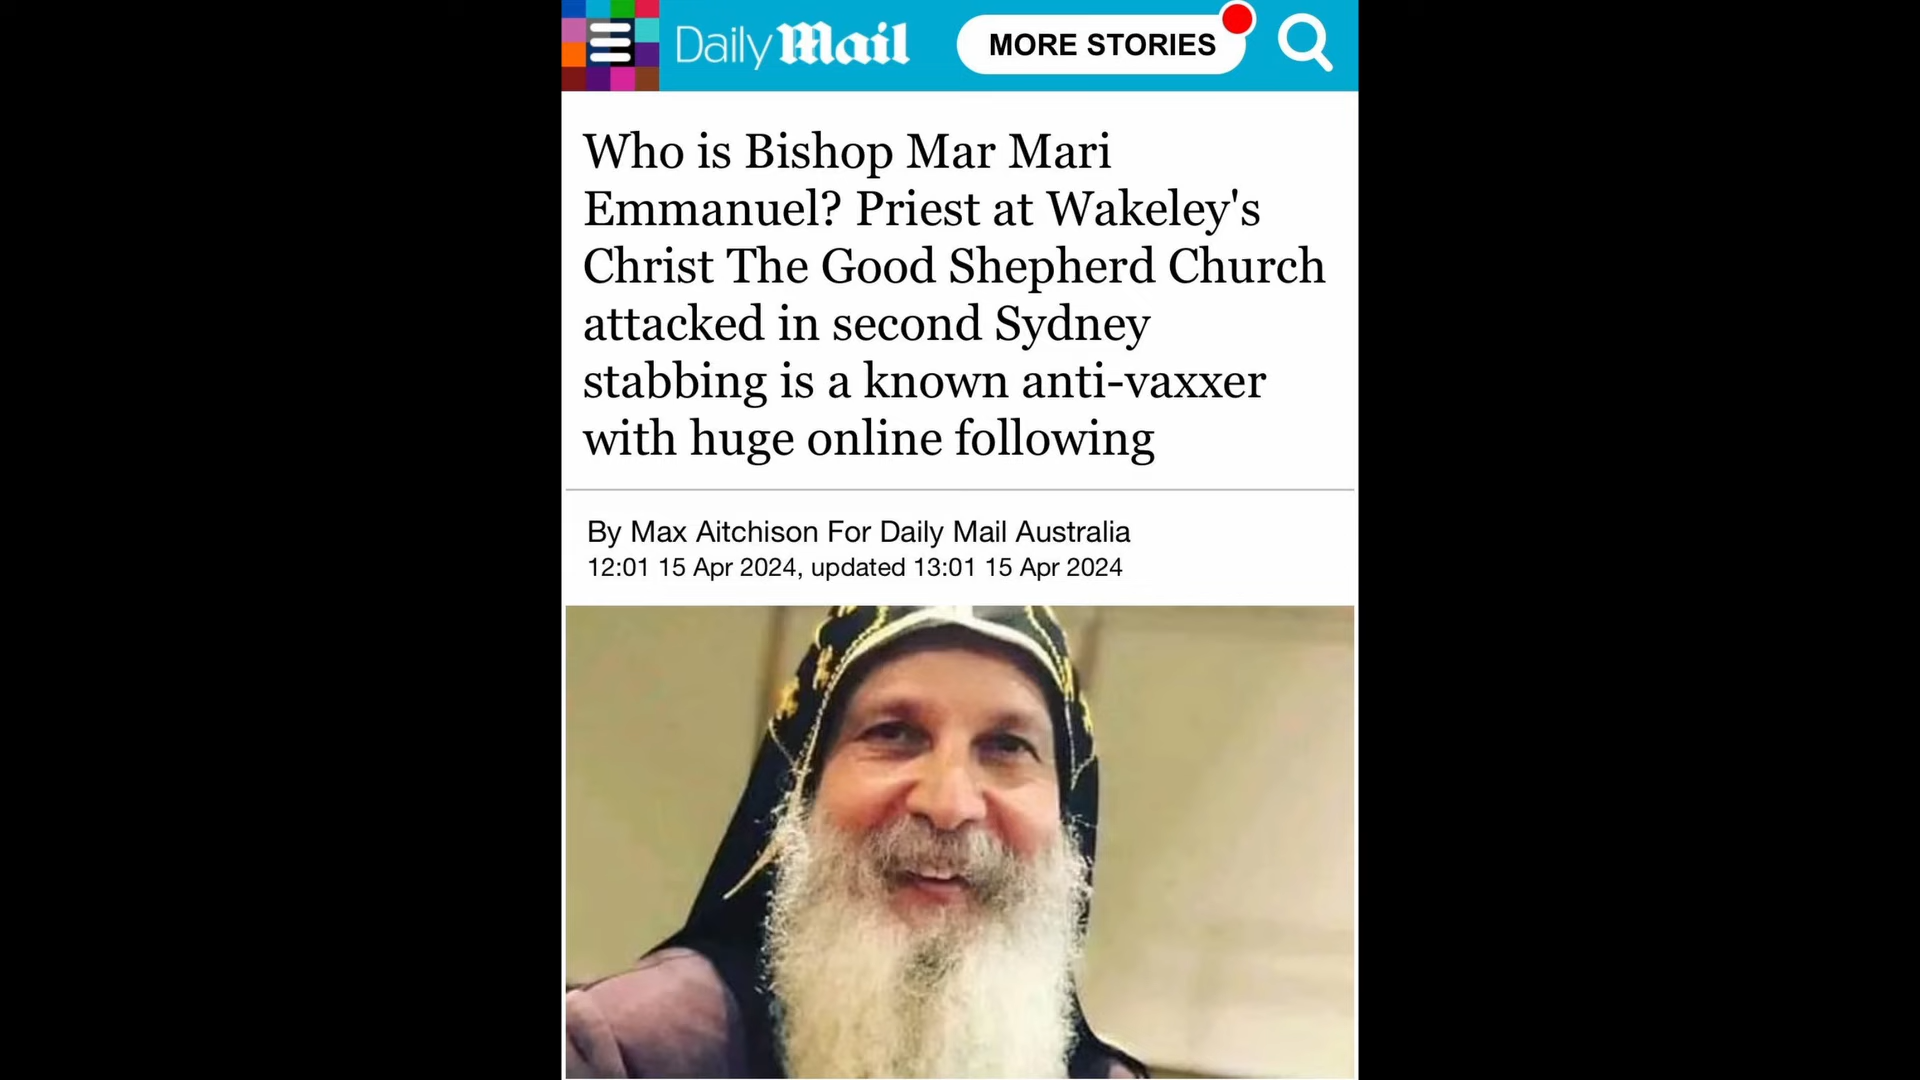 Daily Mail
MORE STORIES
Who is Bishop Mar Mari
Emmanuel? Priest at Wakeley's
Christ The Good Shepherd Church
attacked in second Sydney
stabbing is a known anti-vaxxer
with huge online following
By Max Aitchison For Daily Mail Australia
12:01 15 Apr 2024, updated 13:01 15 Apr 2024